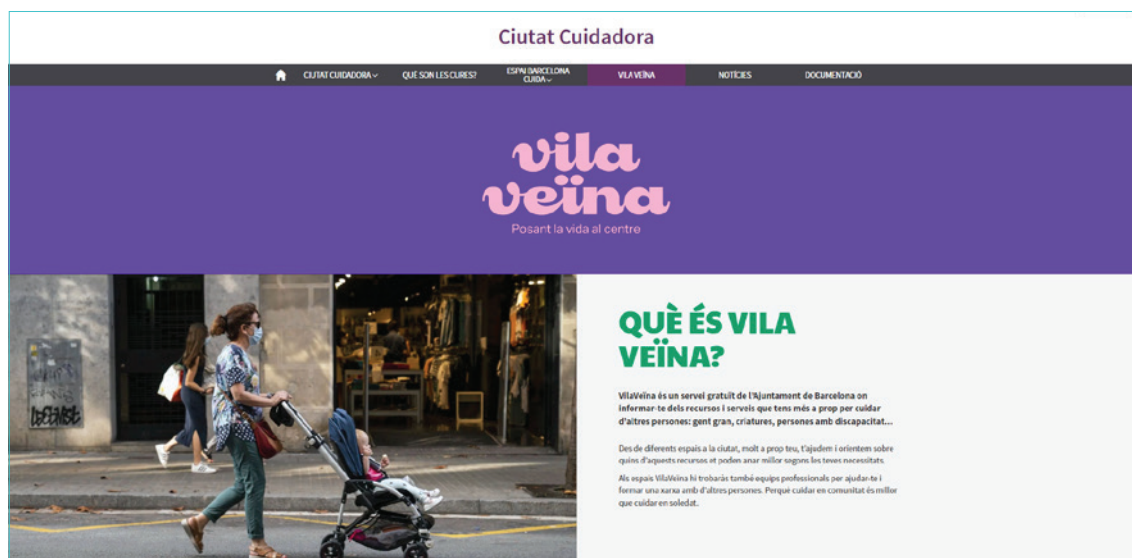 Ciutat Cuidadora
CIUTAT CUIDADORA
QUÈ SON LES CURES?
ESPAI BARCELONA
CUIDA
VILA VEÏNA
NOTÍCIES
DOCUMENTACIÓ
vila
veïna
Posant la vida al centre
QUÈ ÉS VILA
VEÏNA?
VilaVeïna és un servei gratuït de l'Ajuntament de Barcelona on
informar-te dels recursos i serveis que tens més a prop per cuidar
d'altres persones: gent gran, criatures, persones amb discapacitat...
Des de diferents espais a la ciutat, molt a prop teu, t'ajudem i orientem sobre
quins d'aquests recursos et poden anar millor segons les teves necessitats.
Als espais VilaVeïna hi trobaràs també equips professionals per ajudar-te i
formar una xarxa amb d'altres persones. Perquè cuidar en comunitat és millor
que cuidar en soledat.